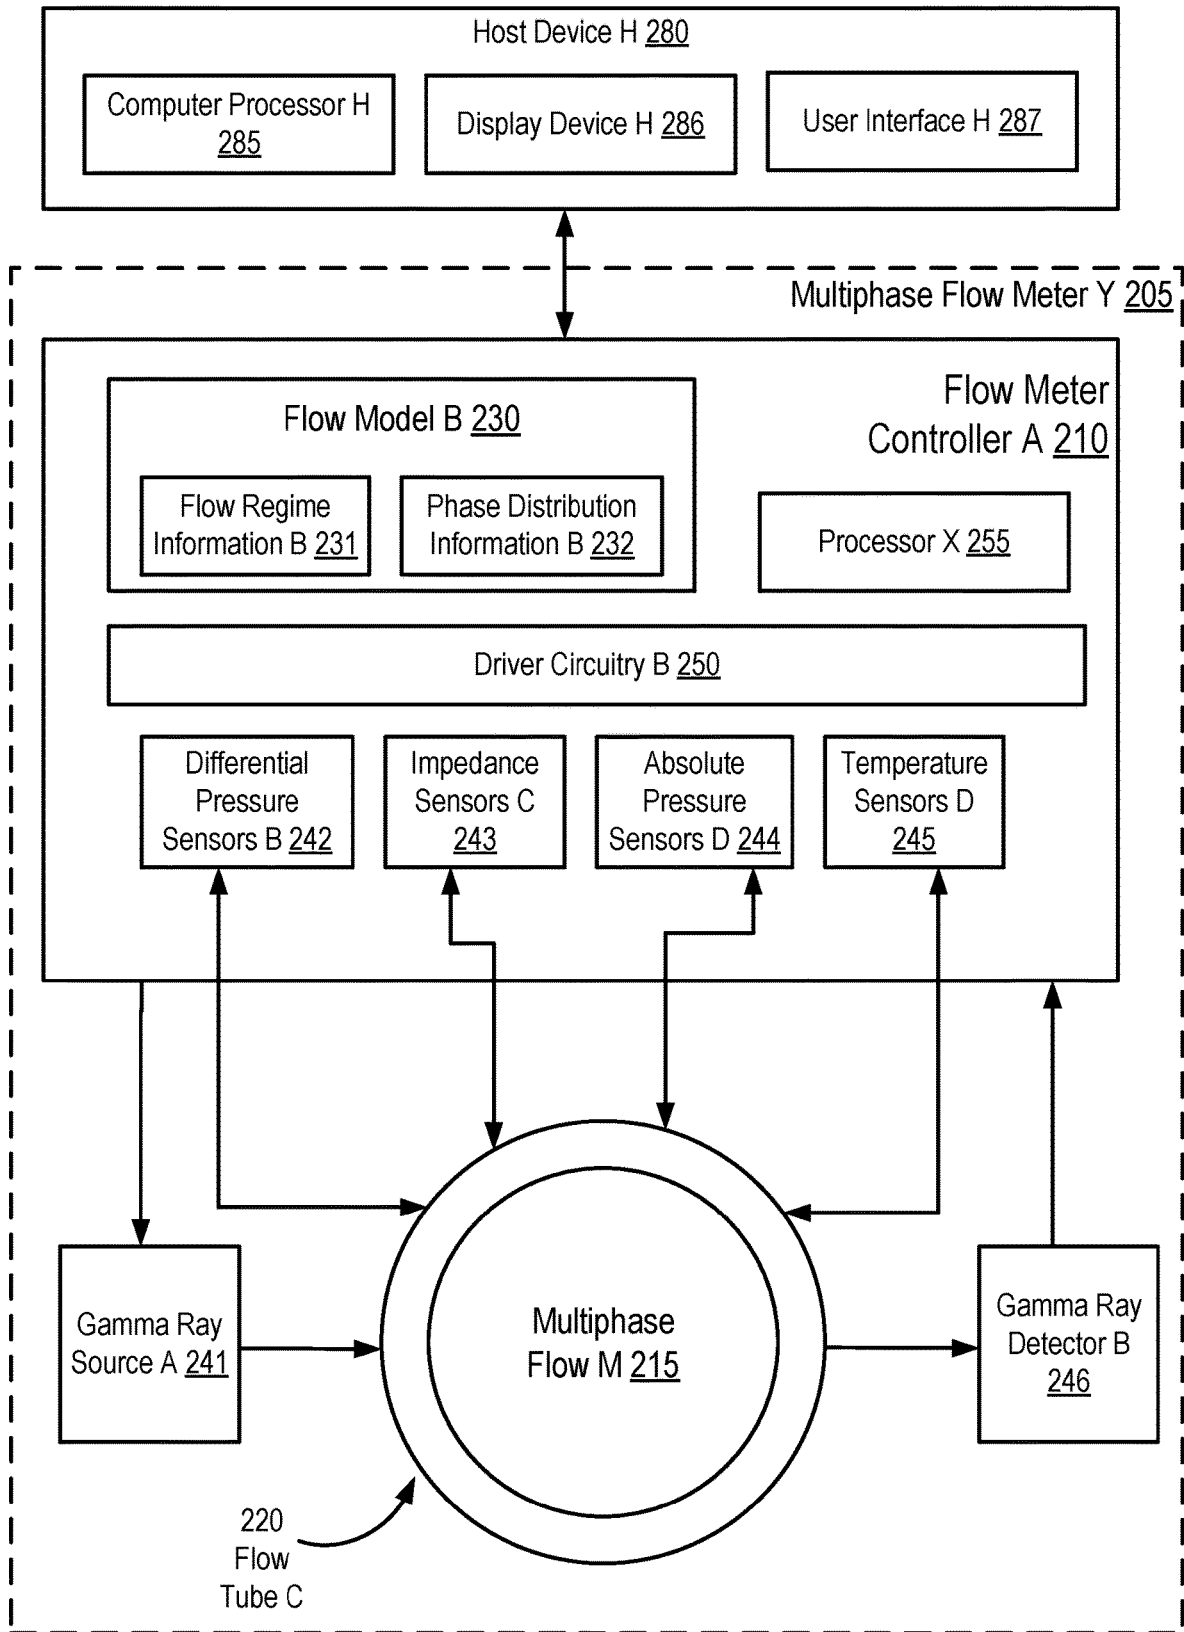 Host Device H 280
Computer Processor H
285
Display Device H 286
User Interface H 287
Multiphase Flow Meter Y 205
Flow Meter
Controller A 210
Flow Model B 230
Flow Regime
Information B 231
Phase Distribution
Information B 232
Processor X 255
Driver Circuitry B 250
Differential
Pressure
Sensors B 242
Impedance
Sensors C
243
Absolute
Pressure
Sensors D 244
Temperature
Sensors D
245
Gamma Ray
Source A 241
Multiphase
Flow M 215
Gamma Ray
Detector B
246
220
Flow
Tube C